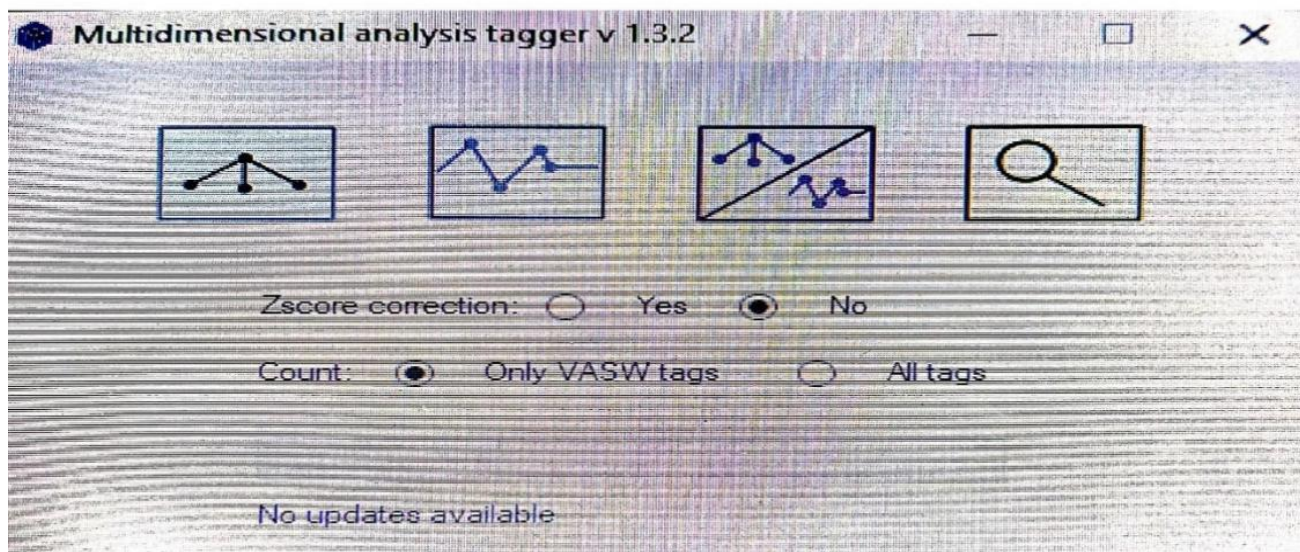 Multidimensional analysis tagger v 1.3.2
Zscore correction: Yes No
Count: Only VASW tags All tags
No updates available